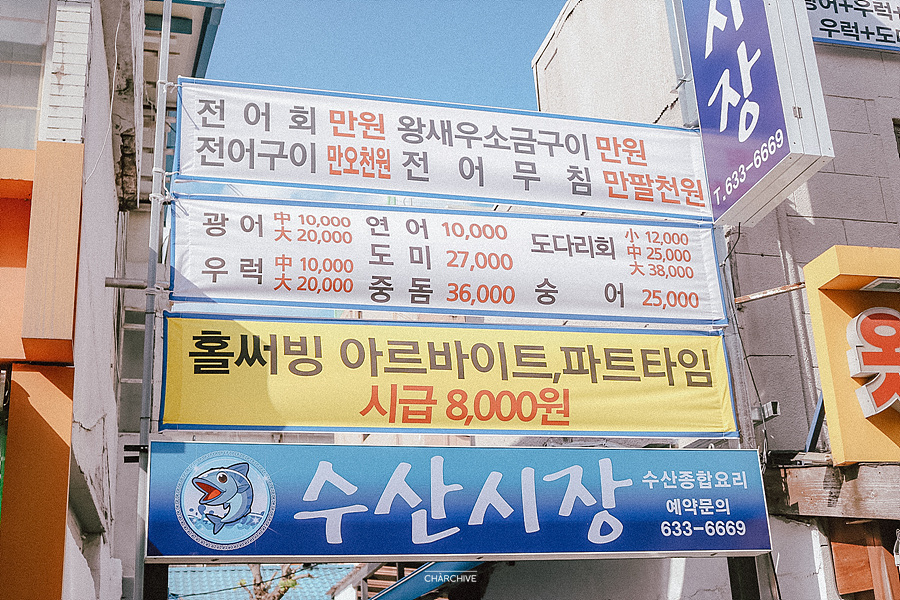 전어회 만원 왕새우소금구이 만원
전어구이 만오천원 전어무침 만팔천원
광어 中 10,000 大 20,000
우럭 中 10,000 大 20,000
연어 10,000
도미 27,000
중돔 36,000
도다리회 小 12,000 中 25,000 大 38,000
숭어 25,000
홀써빙 아르바이트,파트타임
시급 8,000원
수산시장
수산종합요리
예약문의
633-6669
시장
T.633-6669
우럭+도미
CHARCHIVE